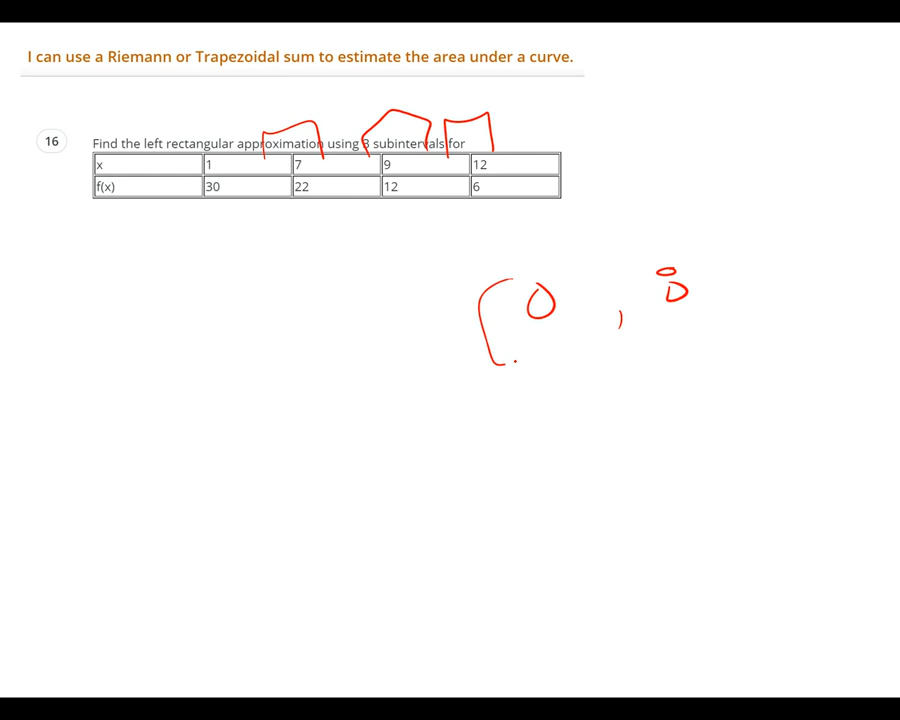 I can use a Riemann or Trapezoidal sum to estimate the area under a curve.
16 Find the left rectangular approximation using 3 subintervals for
x 1 7 9 12
f(x) 30 22 12 6
[0 ,